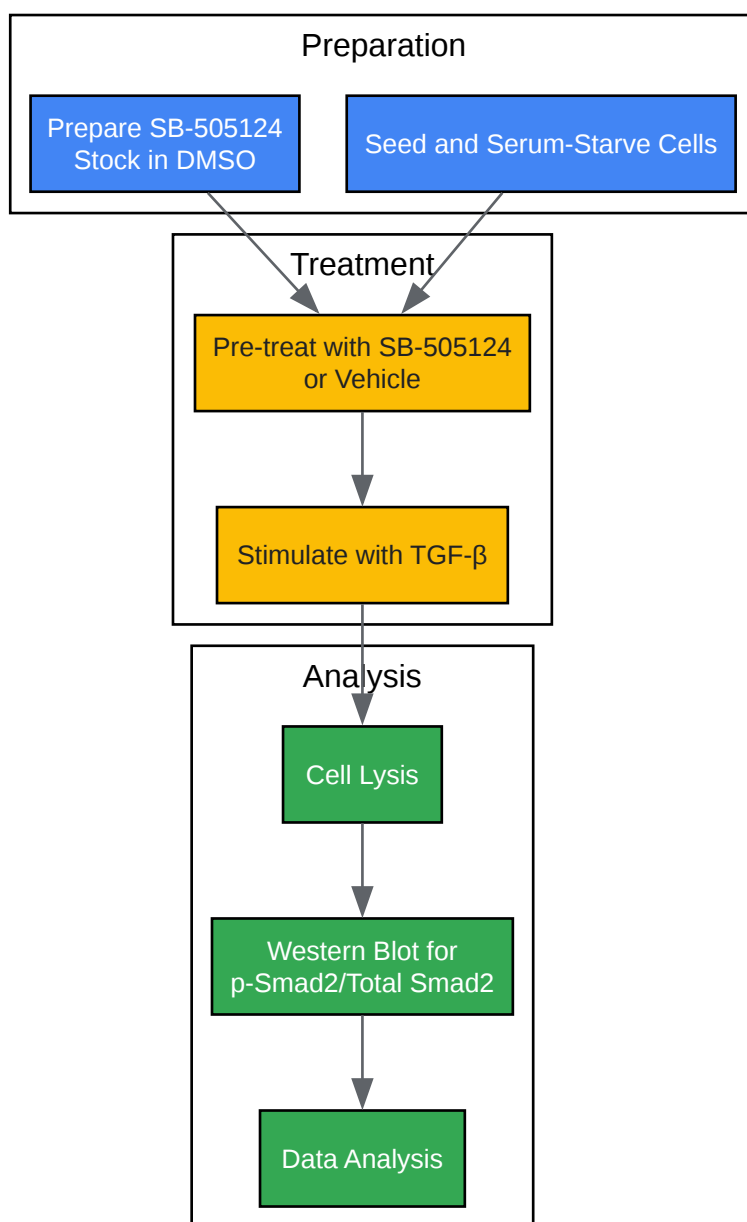 Preparation
Prepare SB-505124
Stock in DMSO
Seed and Serum-Starve Cells
Treatment
Pre-treat with SB-505124
or Vehicle
Stimulate with TGF-β
Analysis
Cell Lysis
Western Blot for
p-Smad2/Total Smad2
Data Analysis